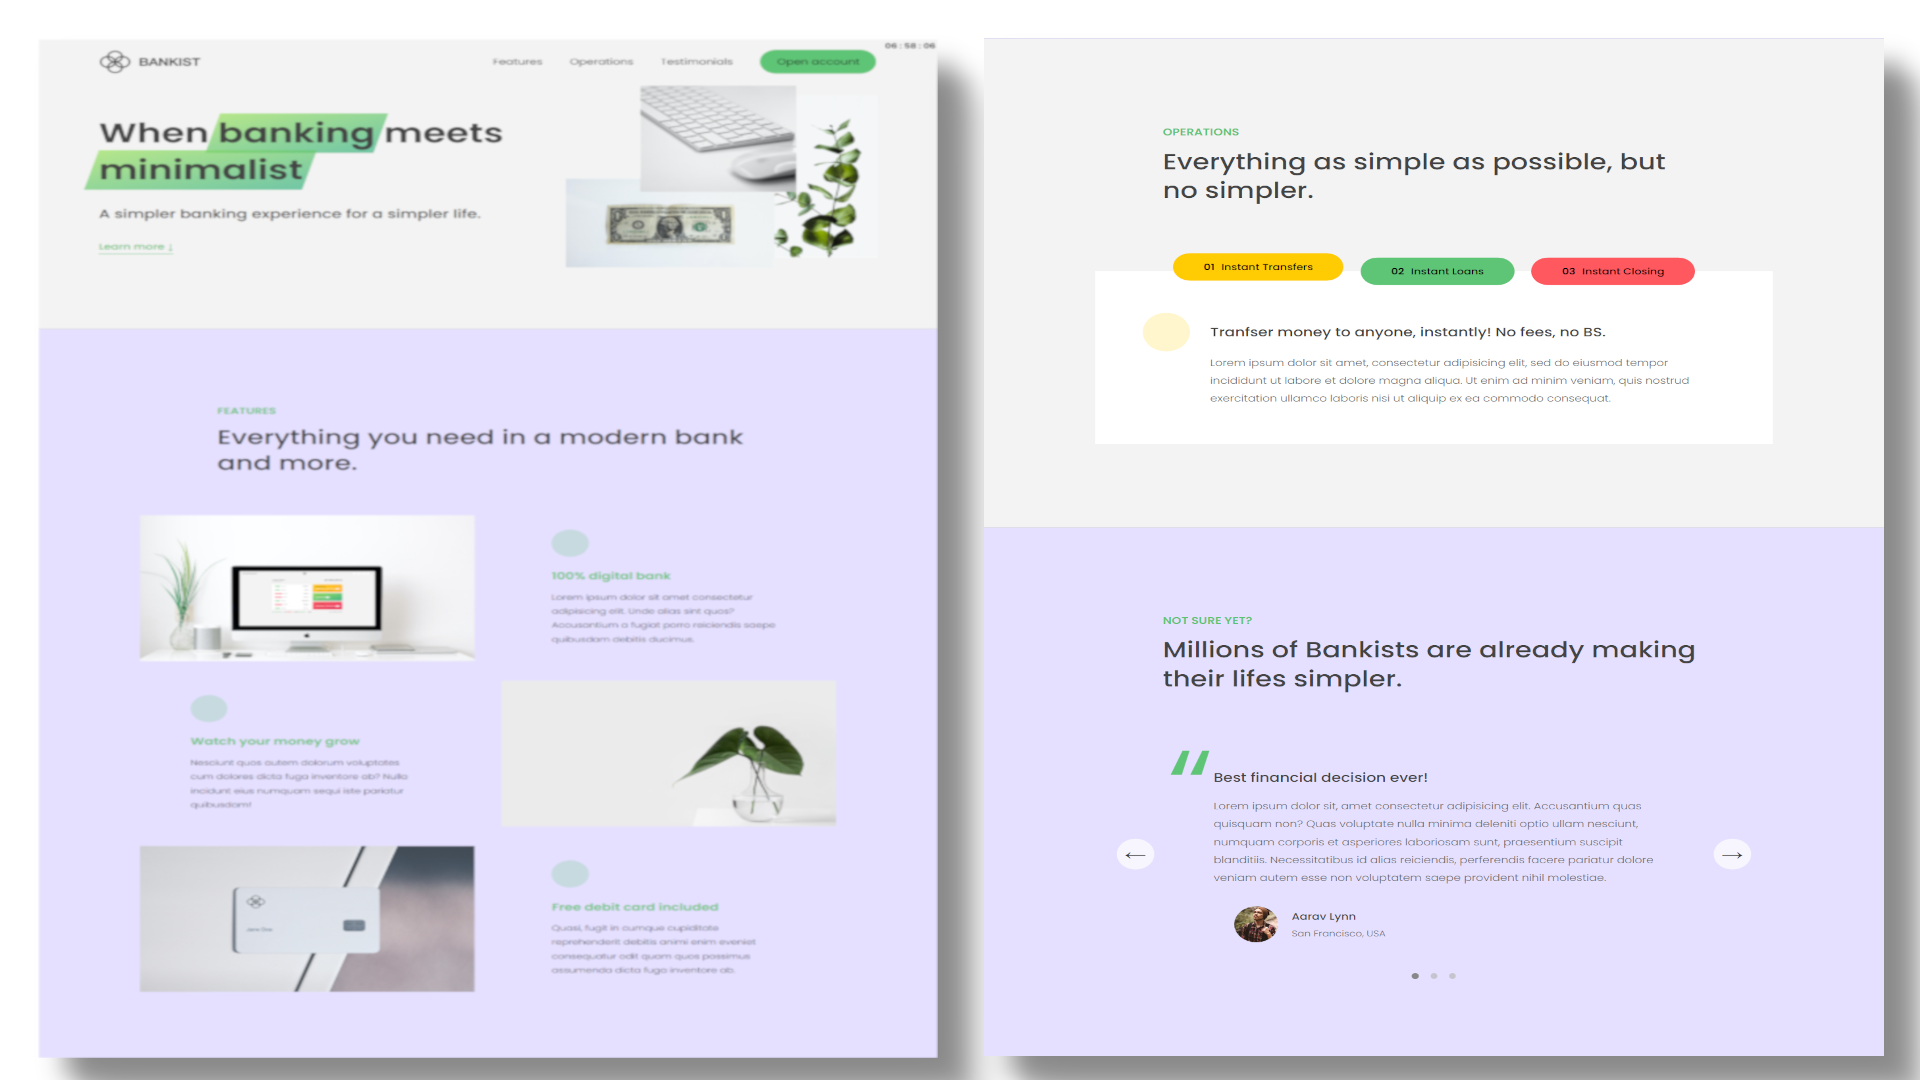 06 : 58 : 06
BANKIST
Features
Operations
Testimonials
Open account
When banking meets
minimalist
A simpler banking experience for a simpler life.
Learn more ↓
FEATURES
Everything you need in a modern bank
and more.
100% digital bank
Lorem ipsum dolor sit amet consectetur
adipisicing elit. Unde alias sint quos?
Accusantium a fugiat porro reiciendis saepe
quibusdam debitis ducimus.
Watch your money grow
Nesciunt quos autem dolorum voluptates
cum dolores dicta fuga inventore ab? Nulla
incidunt eius numquam sequi iste pariatur
quibusdam!
Jane Doe
Free debit card included
Quasi, fugit in cumque cupiditate
reprehenderit debitis animi enim eveniet
consequatur odit quam quos possimus
assumenda dicta fuga inventore ab.
OPERATIONS
Everything as simple as possible, but
no simpler.
01 Instant Transfers
02 Instant Loans
03 Instant Closing
Tranfser money to anyone, instantly! No fees, no BS.
Lorem ipsum dolor sit amet, consectetur adipisicing elit, sed do eiusmod tempor
incididunt ut labore et dolore magna aliqua. Ut enim ad minim veniam, quis nostrud
exercitation ullamco laboris nisi ut aliquip ex ea commodo consequat.
NOT SURE YET?
Millions of Bankists are already making
their lifes simpler.
“
Best financial decision ever!
Lorem ipsum dolor sit, amet consectetur adipisicing elit. Accusantium quas
quisquam non? Quas voluptate nulla minima deleniti optio ullam nesciunt,
numquam corporis et asperiores laboriosam sunt, praesentium suscipit
blanditiis. Necessitatibus id alias reiciendis, perferendis facere pariatur dolore
veniam autem esse non voluptatem saepe provident nihil molestiae.
←
→
Aarav Lynn
San Francisco, USA